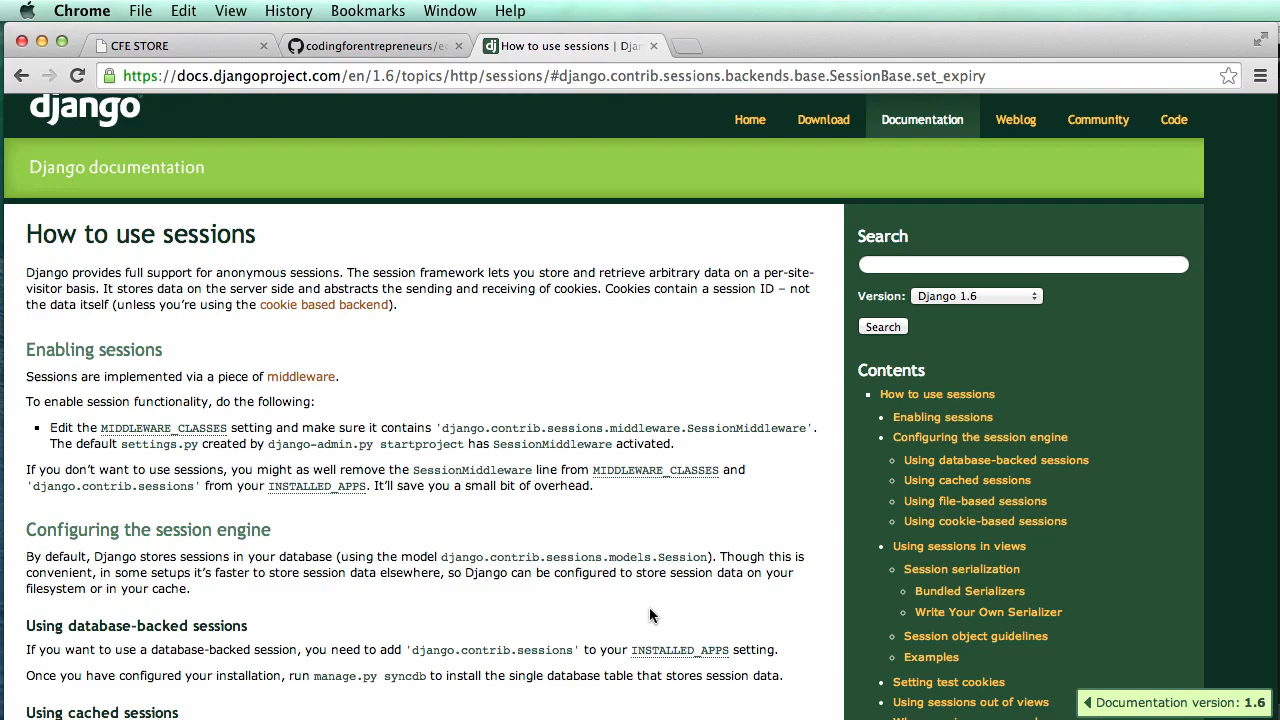 Chrome File Edit View History Bookmarks Window Help
CFE STORE
codingforentrepreneurs/e
How to use sessions | Djan
https://docs.djangoproject.com/en/1.6/topics/http/sessions/#django.contrib.sessions.backends.base.SessionBase.set_expiry
django
Home Download Documentation Weblog Community Code
Django documentation
How to use sessions
Django provides full support for anonymous sessions. The session framework lets you store and retrieve arbitrary data on a per-site-
visitor basis. It stores data on the server side and abstracts the sending and receiving of cookies. Cookies contain a session ID – not
the data itself (unless you’re using the cookie based backend).
Enabling sessions
Sessions are implemented via a piece of middleware.
To enable session functionality, do the following:
Edit the MIDDLEWARE_CLASSES setting and make sure it contains 'django.contrib.sessions.middleware.SessionMiddleware'.
The default settings.py created by django-admin.py startproject has SessionMiddleware activated.
If you don’t want to use sessions, you might as well remove the SessionMiddleware line from MIDDLEWARE_CLASSES and
'django.contrib.sessions' from your INSTALLED_APPS. It’ll save you a small bit of overhead.
Configuring the session engine
By default, Django stores sessions in your database (using the model django.contrib.sessions.models.Session). Though this is
convenient, in some setups it’s faster to store session data elsewhere, so Django can be configured to store session data on your
filesystem or in your cache.
Using database-backed sessions
If you want to use a database-backed session, you need to add 'django.contrib.sessions' to your INSTALLED_APPS setting.
Once you have configured your installation, run manage.py syncdb to install the single database table that stores session data.
Using cached sessions
Search
Version: Django 1.6
Search
Contents
How to use sessions
Enabling sessions
Configuring the session engine
Using database-backed sessions
Using cached sessions
Using file-based sessions
Using cookie-based sessions
Using sessions in views
Session serialization
Bundled Serializers
Write Your Own Serializer
Session object guidelines
Examples
Setting test cookies
Using sessions out of views
Documentation version: 1.6